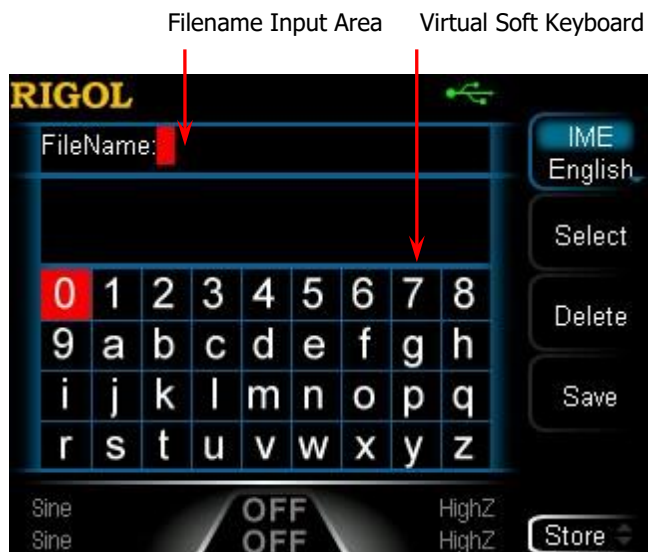 Filename Input Area Virtual Soft Keyboard
RIGOL
FileName:
IME
English
Select
Delete
Save
0 1 2 3 4 5 6 7 8
9 a b c d e f g h
i j k l m n o p q
r s t u v w x y z
Sine OFF HighZ
Sine OFF HighZ
Store